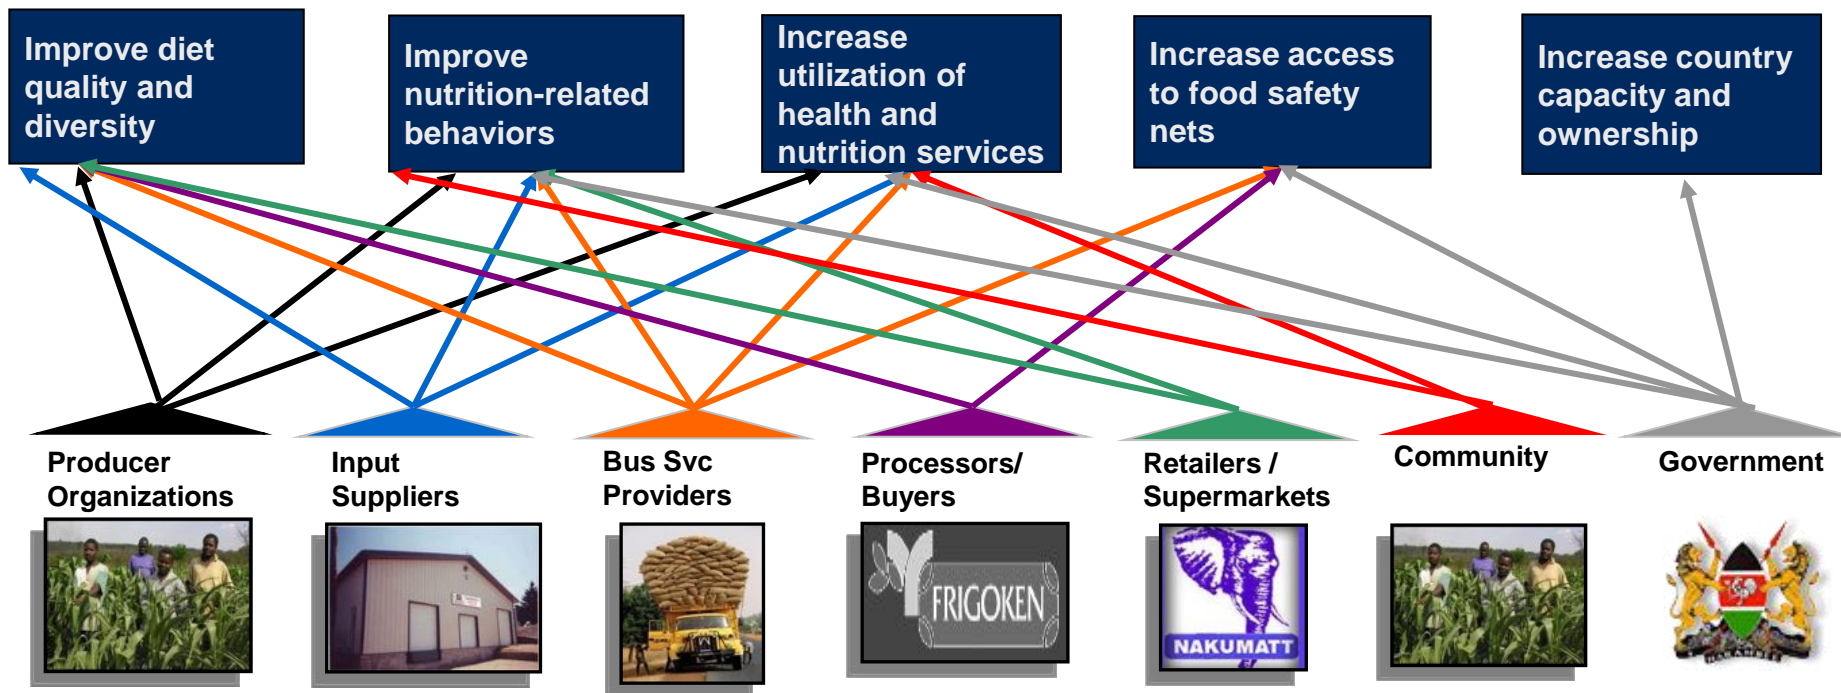 Improve diet
quality and
diversity
Improve
nutrition-related
behaviors
Increase
utilization of
health and
nutrition services
Increase access
to food safety
nets
Increase country
capacity and
ownership
Producer
Organizations
Input
Suppliers
Bus Svc
Providers
Processors/
Buyers
Retailers /
Supermarkets
Community
Government
FRIGOKEN
NAKUMATT